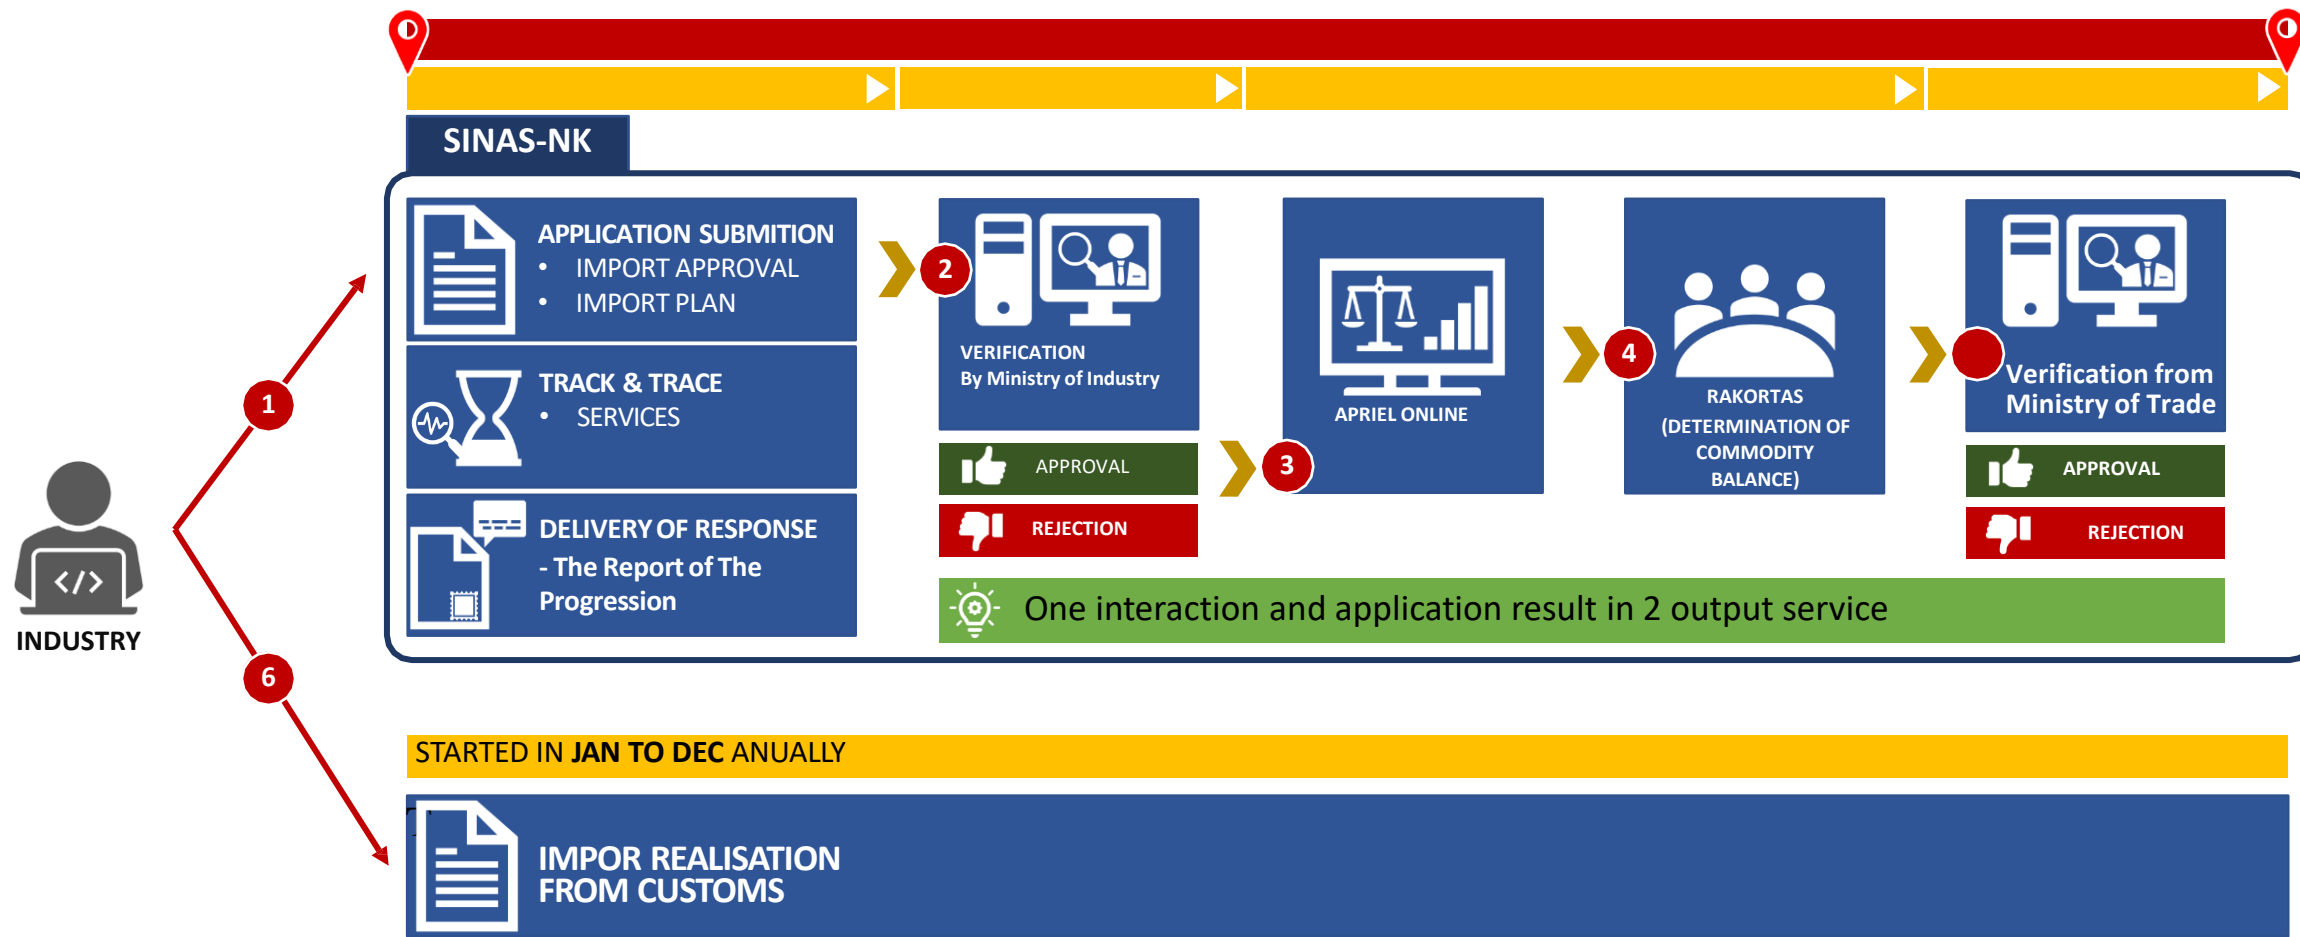 SINAS-NK
APPLICATION SUBMITION
• IMPORT APPROVAL
• IMPORT PLAN
TRACK & TRACE
• SERVICES
DELIVERY OF RESPONSE
- The Report of The
Progression
2
VERIFICATION
By Ministry of Industry
APPROVAL
REJECTION
3
APRIEL ONLINE
4
RAKORTAS
(DETERMINATION OF
COMMODITY
BALANCE)
Verification from
Ministry of Trade
APPROVAL
REJECTION
One interaction and application result in 2 output service
1
</>
INDUSTRY
6
STARTED IN JAN TO DEC ANUALLY
T
IMPOR REALISATION
FROM CUSTOMS